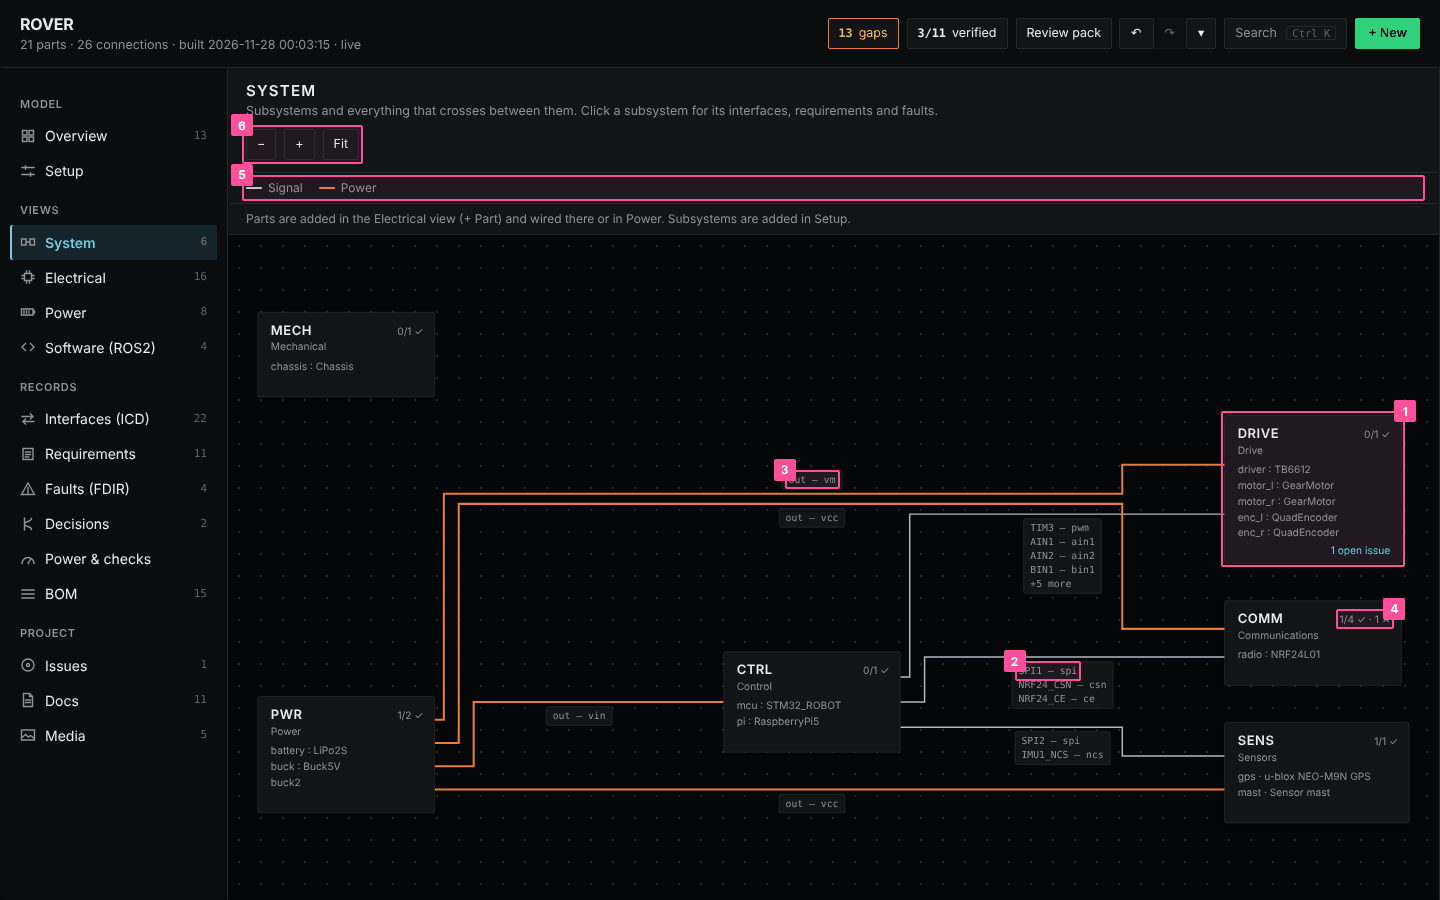 ROVER
21 parts · 26 connections · built 2026-11-28 00:03:15 · live
13 gaps
3/11 verified
Review pack
↶
↷
▾
Search Ctrl K
+ New
MODEL
Overview 13
Setup
VIEWS
System 6
Electrical 16
Power 8
Software (ROS2) 4
RECORDS
Interfaces (ICD) 22
Requirements 11
Faults (FDIR) 4
Decisions 2
Power & checks
BOM 15
PROJECT
Issues 1
Docs 11
Media 5
SYSTEM
Subsystems and everything that crosses between them. Click a subsystem for its interfaces, requirements and faults.
6
− + Fit
5
Signal Power
Parts are added in the Electrical view (+ Part) and wired there or in Power. Subsystems are added in Setup.
MECH 0/1 ✓
Mechanical
chassis : Chassis
1
DRIVE 0/1 ✓
Drive
driver : TB6612
motor_l : GearMotor
motor_r : GearMotor
enc_l : QuadEncoder
enc_r : QuadEncoder
1 open issue
3
out — vm
out — vcc
TIM3 — pwm
AIN1 — ain1
AIN2 — ain2
BIN1 — bin1
+5 more
4
COMM 1/4 ✓ · 1
Communications
radio : NRF24L01
2
SPI1 — spi
NRF24_CSN — csn
NRF24_CE — ce
CTRL 0/1 ✓
Control
mcu : STM32_ROBOT
pi : RaspberryPi5
PWR 1/2 ✓
Power
battery : LiPo2S
buck : Buck5V
buck2
out — vin
SPI2 — spi
IMU1_NCS — ncs
SENS 1/1 ✓
Sensors
gps · u-blox NEO-M9N GPS
mast · Sensor mast
out — vcc